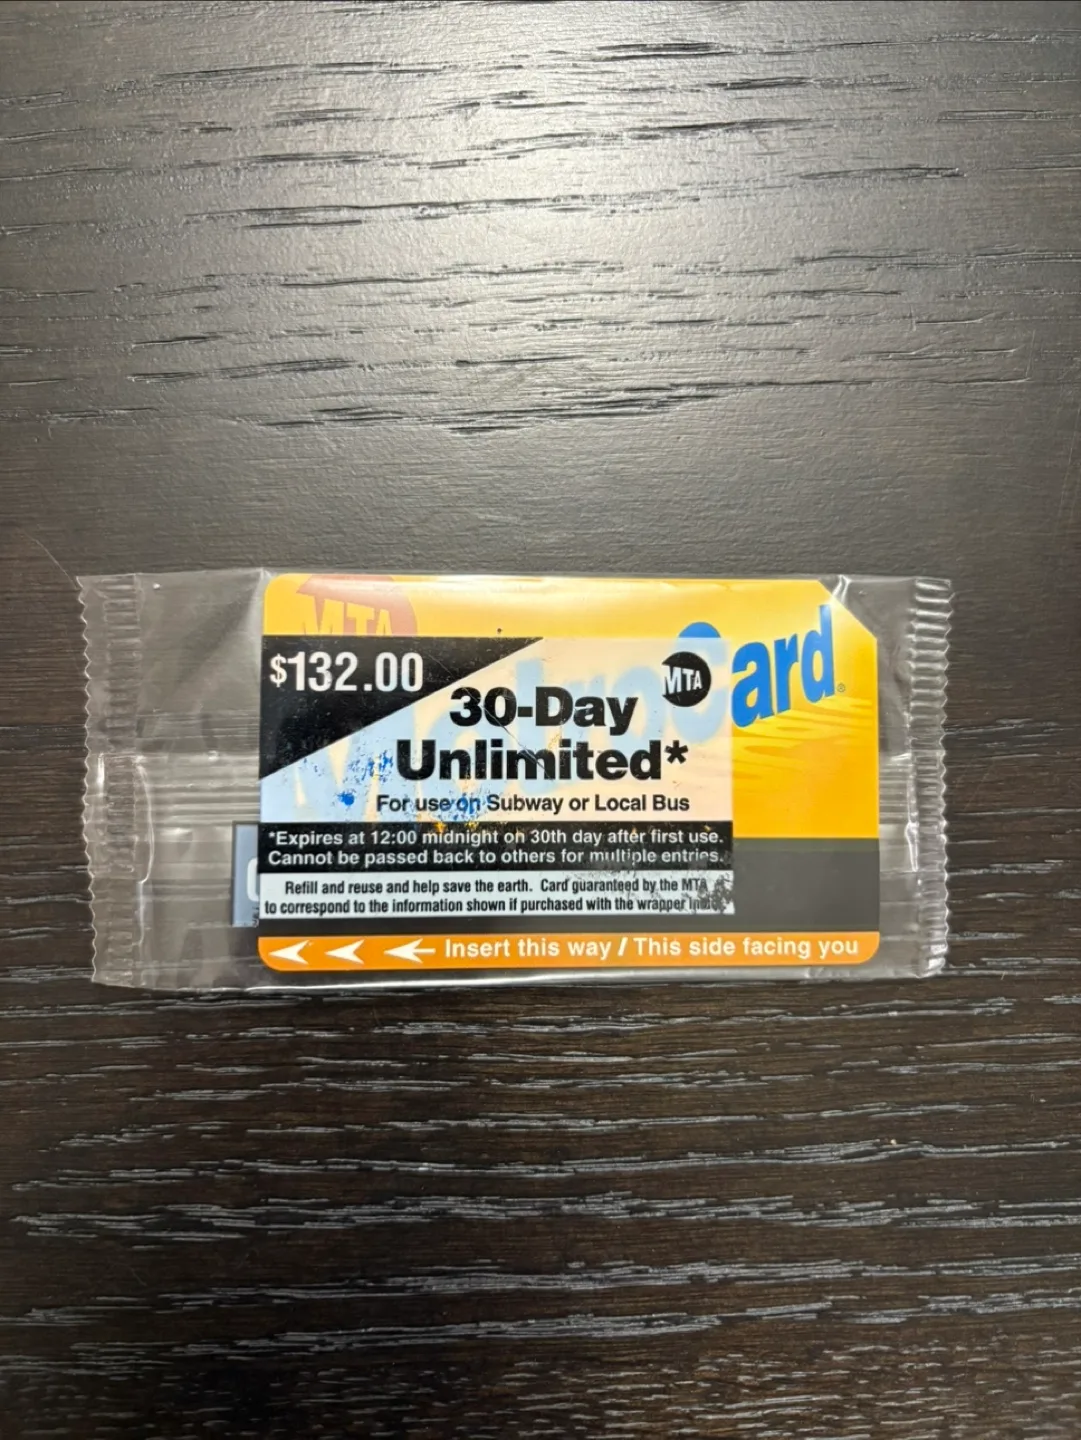 MTA
$132.00
MTA
Card®
30-Day
Unlimited*
For use on Subway or Local Bus
*Expires at 12:00 midnight on 30th day after first use.
Cannot be passed back to others for multiple entries.
Refill and reuse and help save the earth. Card guaranteed by the MTA
to correspond to the information shown if purchased with the wrapper
Insert this way / This side facing you